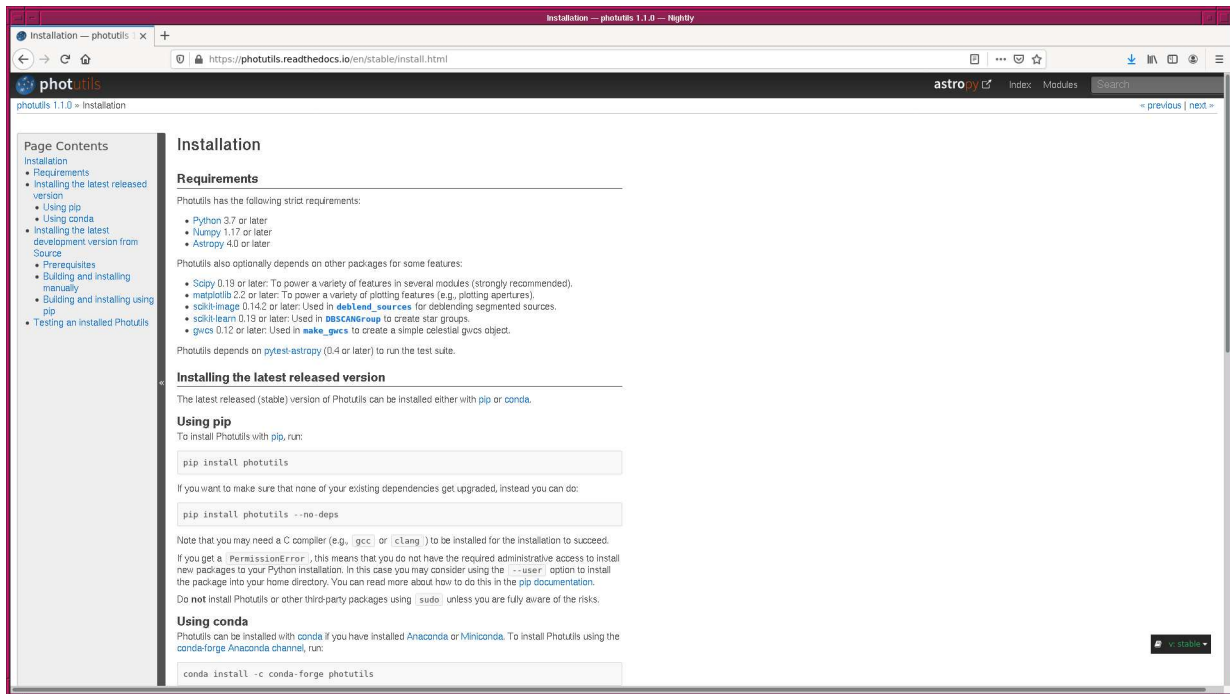 Installation — photutils 1.1.0 — Nightly
Installation — photutils 1
https://photutils.readthedocs.io/en/stable/install.html
photutils
astropy
Index
Modules
Search
photutils 1.1.0 » Installation
« previous | next »
Page Contents
Installation
• Requirements
• Installing the latest released
version
• Using pip
• Using conda
• Installing the latest
development version from
Source
• Prerequisites
• Building and installing
manually
• Building and installing using
pip
• Testing an installed Photutils
«
Installation
Requirements
Photutils has the following strict requirements:
• Python 3.7 or later
• Numpy 1.17 or later
• Astropy 4.0 or later
Photutils also optionally depends on other packages for some features:
• Scipy 0.19 or later: To power a variety of features in several modules (strongly recommended).
• matplotlib 2.2 or later: To power a variety of plotting features (e.g., plotting apertures).
• scikit-image 0.14.2 or later: Used in deblend_sources for deblending segmented sources.
• scikit-learn 0.19 or later: Used in DBSCANGroup to create star groups.
• gwcs 0.12 or later: Used in make_gwcs to create a simple celestial gwcs object.
Photutils depends on pytest-astropy (0.4 or later) to run the test suite.
Installing the latest released version
The latest released (stable) version of Photutils can be installed either with pip or conda.
Using pip
To install Photutils with pip, run:
pip install photutils
If you want to make sure that none of your existing dependencies get upgraded, instead you can do:
pip install photutils --no-deps
Note that you may need a C compiler (e.g., gcc or clang ) to be installed for the installation to succeed.
If you get a PermissionError , this means that you do not have the required administrative access to install
new packages to your Python installation. In this case you may consider using the --user option to install
the package into your home directory. You can read more about how to do this in the pip documentation.
Do not install Photutils or other third-party packages using sudo unless you are fully aware of the risks.
Using conda
Photutils can be installed with conda if you have installed Anaconda or Miniconda. To install Photutils using the
conda-forge Anaconda channel, run:
conda install -c conda-forge photutils
v: stable